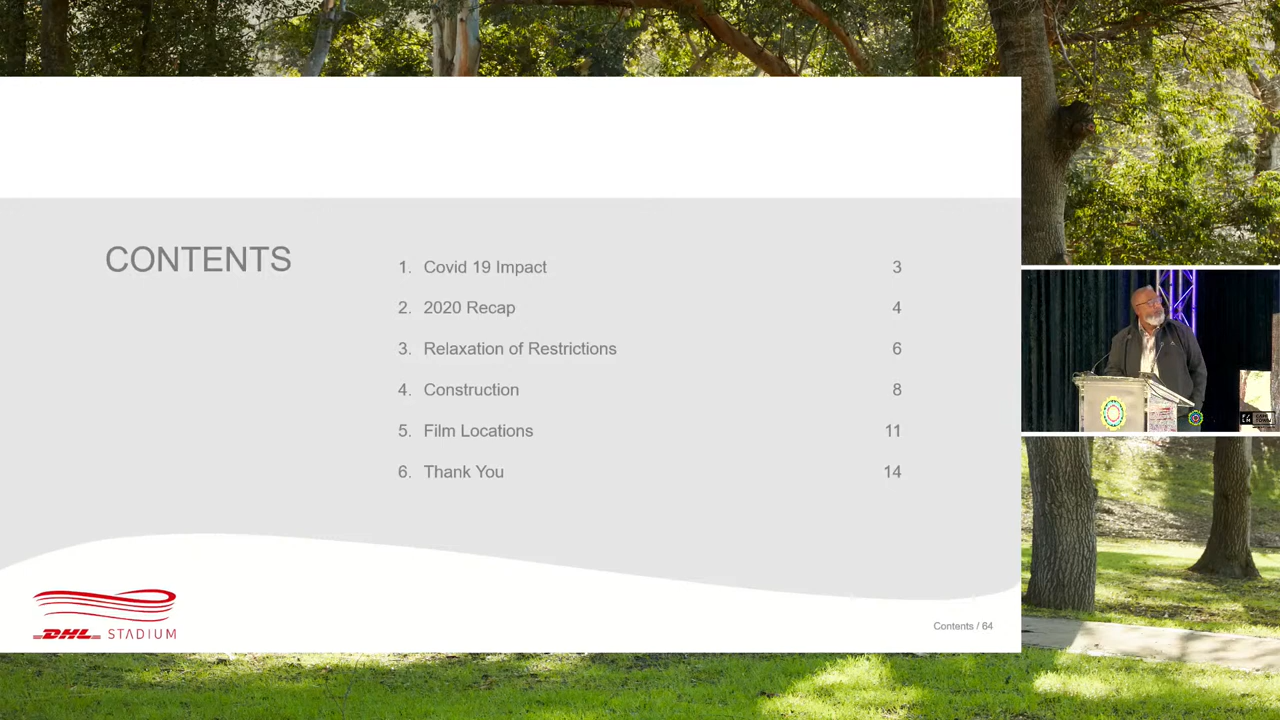 CONTENTS
1. Covid 19 Impact 3
2. 2020 Recap 4
3. Relaxation of Restrictions 6
4. Construction 8
5. Film Locations 11
6. Thank You 14
DHL STADIUM
Contents / 64